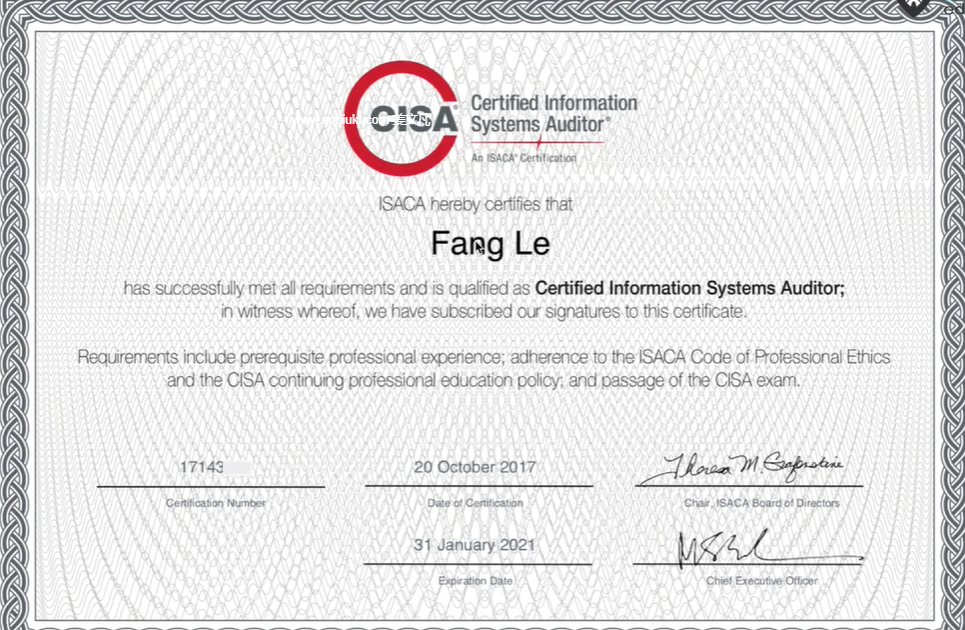 ed
CISA®
Certified Information
Systems Auditor®
An ISACA® Certification
ISACA hereby certifies that
Fang Le
has successfully met all requirements and is qualified as Certified Information Systems Auditor;
in witness whereof, we have subscribed our signatures to this certificate.
Requirements include prerequisite professional experience; adherence to the ISACA Code of Professional Ethics
and the CISA continuing professional education policy; and passage of the CISA exam.
17143
20 October 2017
Certification Number
Date of Certification
Chair, ISACA Board of Directors
31 January 2021
Expiration Date
Chief Executive Officer